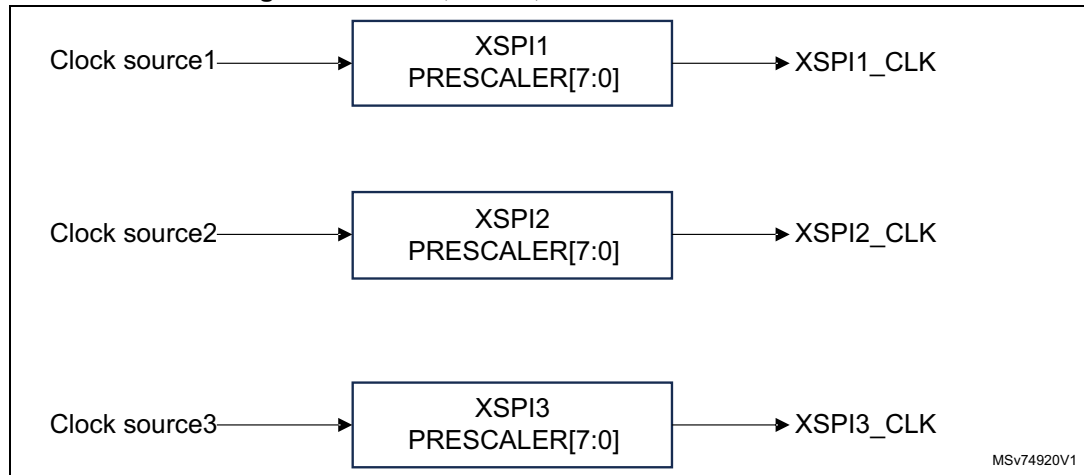 Clock source1
XSPI1
PRESCALER[7:0]
XSPI1_CLK
Clock source2
XSPI2
PRESCALER[7:0]
XSPI2_CLK
Clock source3
XSPI3
PRESCALER[7:0]
XSPI3_CLK
MSv74920V1